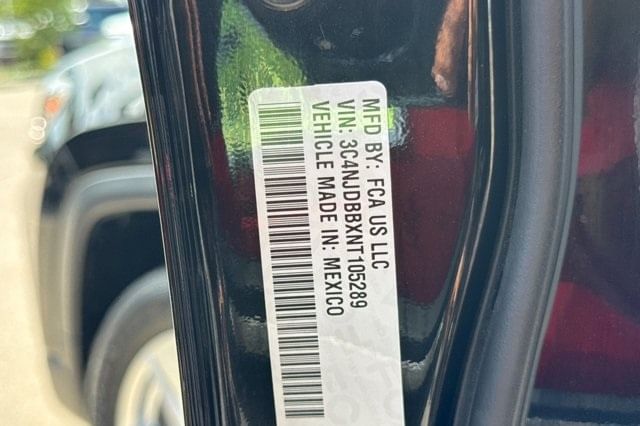 MFD BY: FCA US LLC
VIN: 3C4NJDBBXNT105289
VEHICLE MADE IN: MEXICO